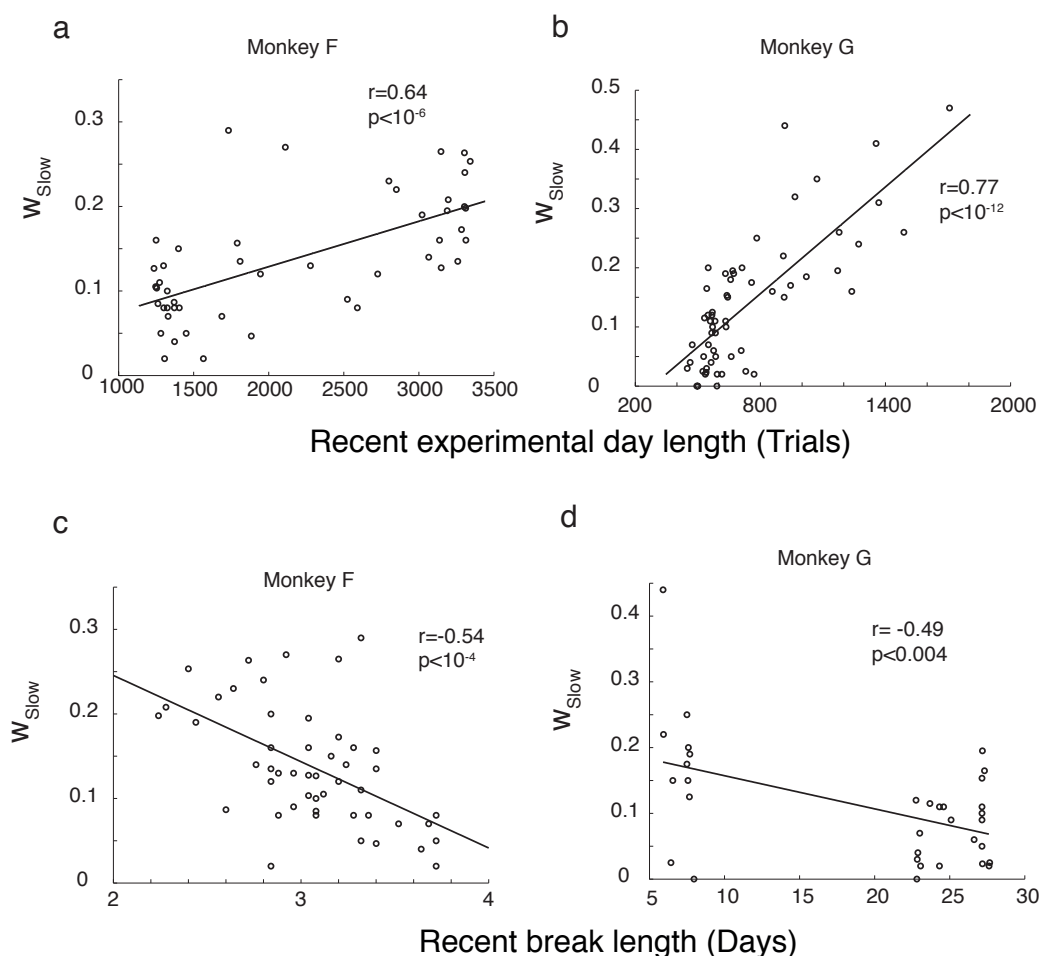 a
Monkey F
r=0.64
p<10-6
0.3
0.2
0.1
0
WSlow
1000 1500 2000 2500 3000 3500
b
Monkey G
r=0.77
p<10-12
0.5
0.4
0.3
0.2
0.1
0
WSlow
200 800 1400 2000
Recent experimental day length (Trials)
c
Monkey F
r=-0.54
p<10-4
0.3
0.2
0.1
0
WSlow
2 3 4
d
Monkey G
r= -0.49
p<0.004
0.4
0.3
0.2
0.1
0
WSlow
5 10 20 25 30
Recent break length (Days)